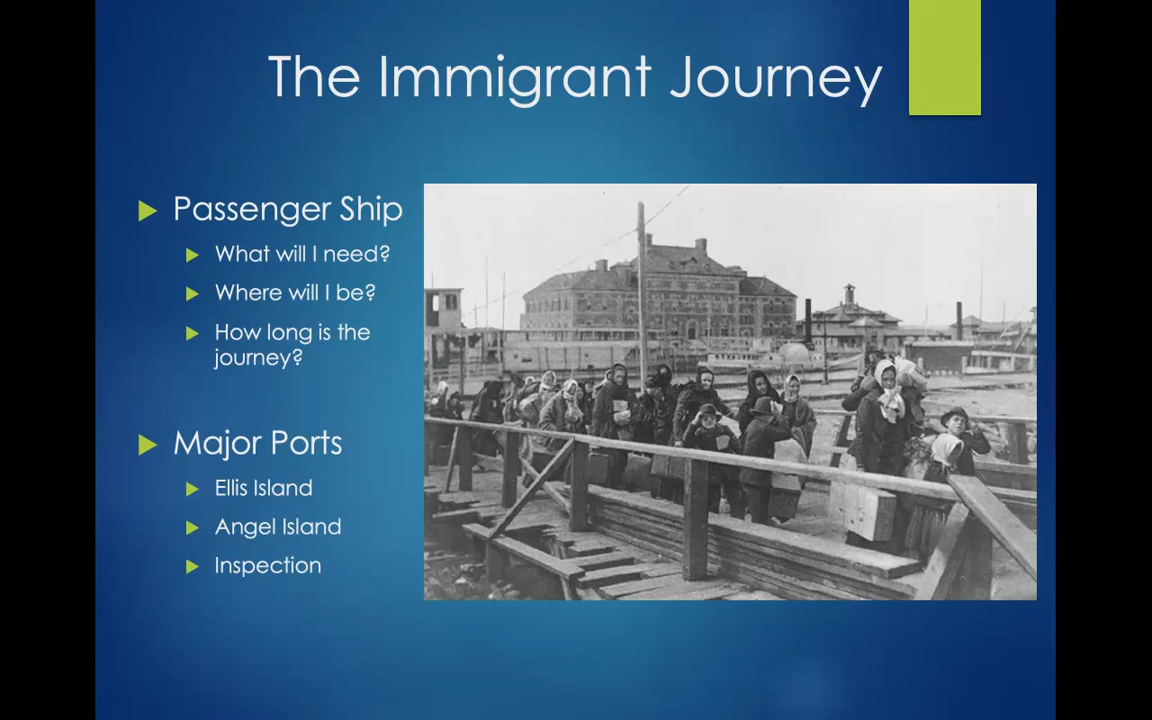 The Immigrant Journey
Passenger Ship
What will I need?
Where will I be?
How long is the
journey?
Major Ports
Ellis Island
Angel Island
Inspection